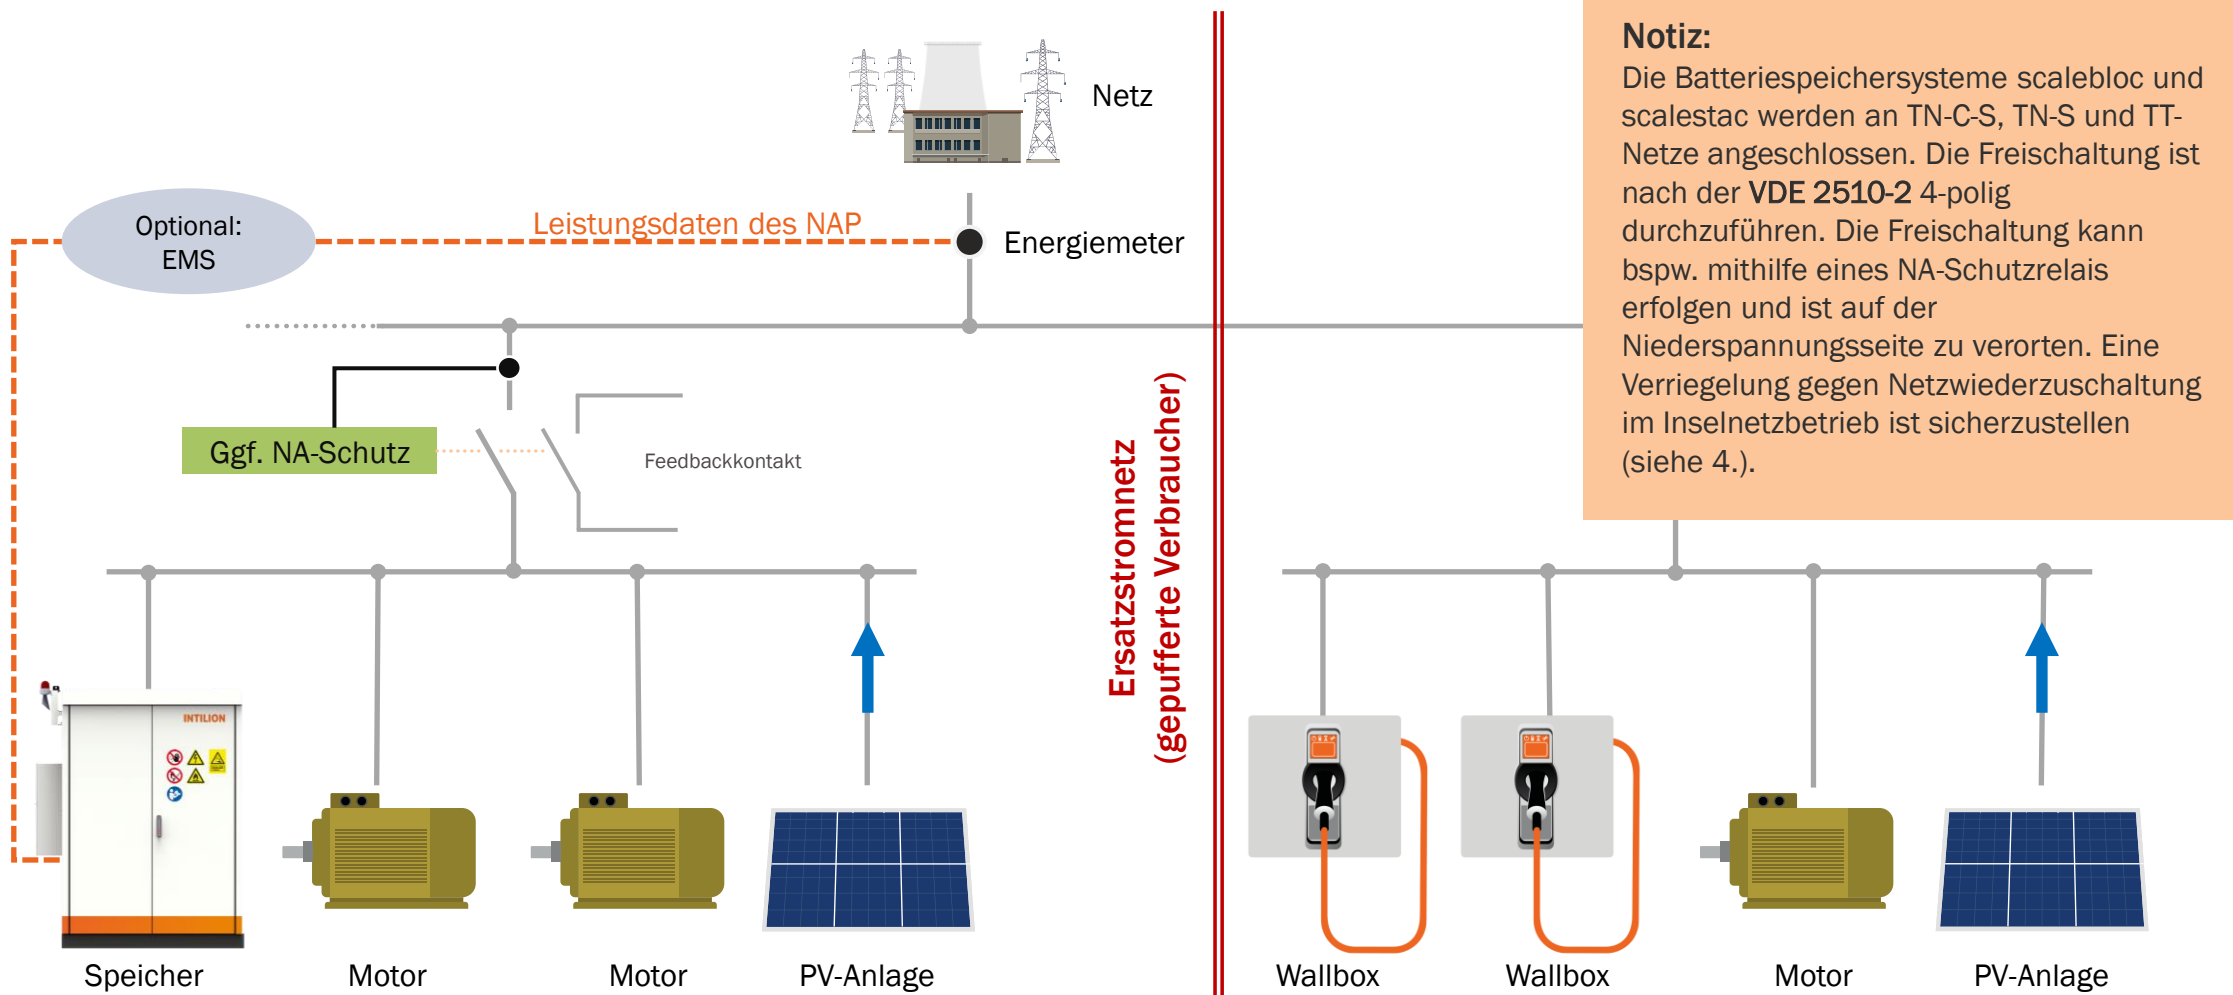 Netz
Energiemeter
Optional:
EMS
Leistungsdaten des NAP
Ggf. NA-Schutz
Feedbackkontakt
Ersatzstromnetz
(gepufferte Verbraucher)
INTILION
Speicher
Motor
Motor
PV-Anlage
Notiz:
Die Batteriespeichersysteme scalebloc und
scalestac werden an TN-C-S, TN-S und TT-
Netze angeschlossen. Die Freischaltung ist
nach der VDE 2510-2 4-polig
durchzuführen. Die Freischaltung kann
bspw. mithilfe eines NA-Schutzrelais
erfolgen und ist auf der
Niederspannungsseite zu verorten. Eine
Verriegelung gegen Netzwiederzuschaltung
im Inselnetzbetrieb ist sicherzustellen
(siehe 4.).
Wallbox
Wallbox
Motor
PV-Anlage